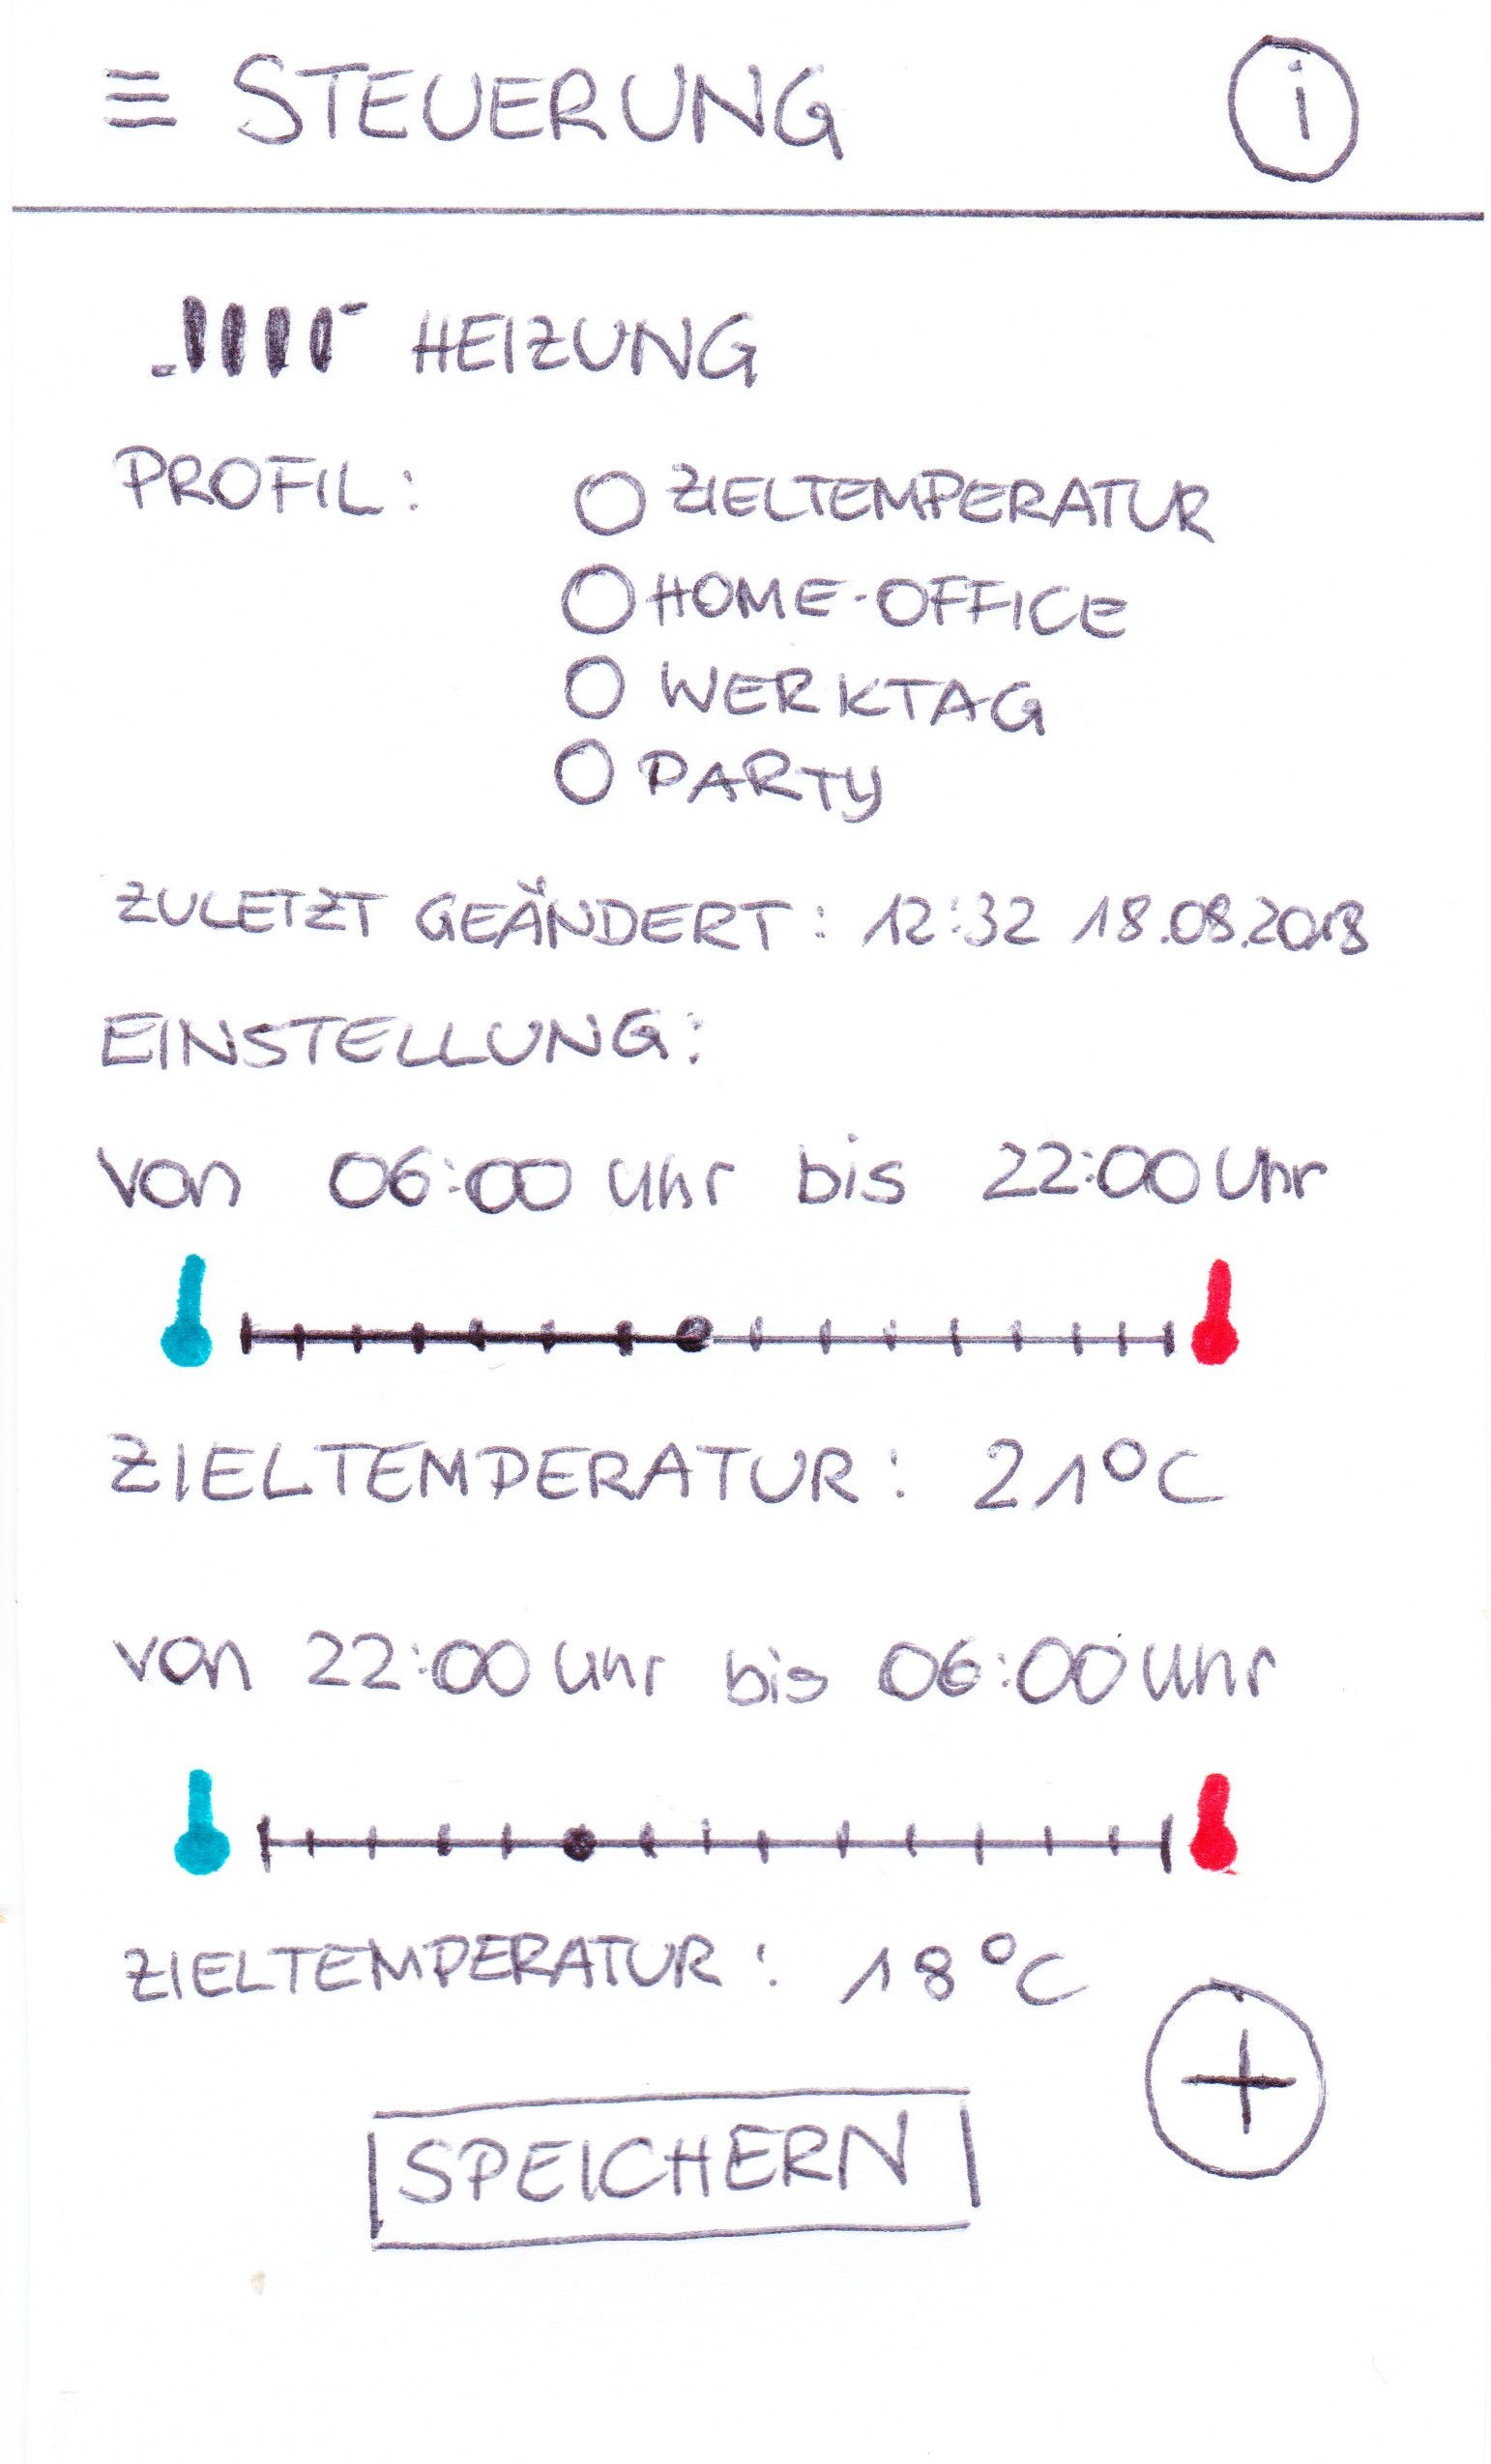 ≡ STEUERUNG i
HEIZUNG
PROFIL: ZIELTEMPERATUR
HOME-OFFICE
WERKTAG
PARTY
ZULETZT GEÄNDERT: 12:32 18.08.2018
EINSTELLUNG:
von 06:00 Uhr bis 22:00 Uhr
ZIELTEMPERATUR: 21°C
von 22:00 Uhr bis 06:00 Uhr
ZIELTEMPERATUR: 18°C
+
SPEICHERN